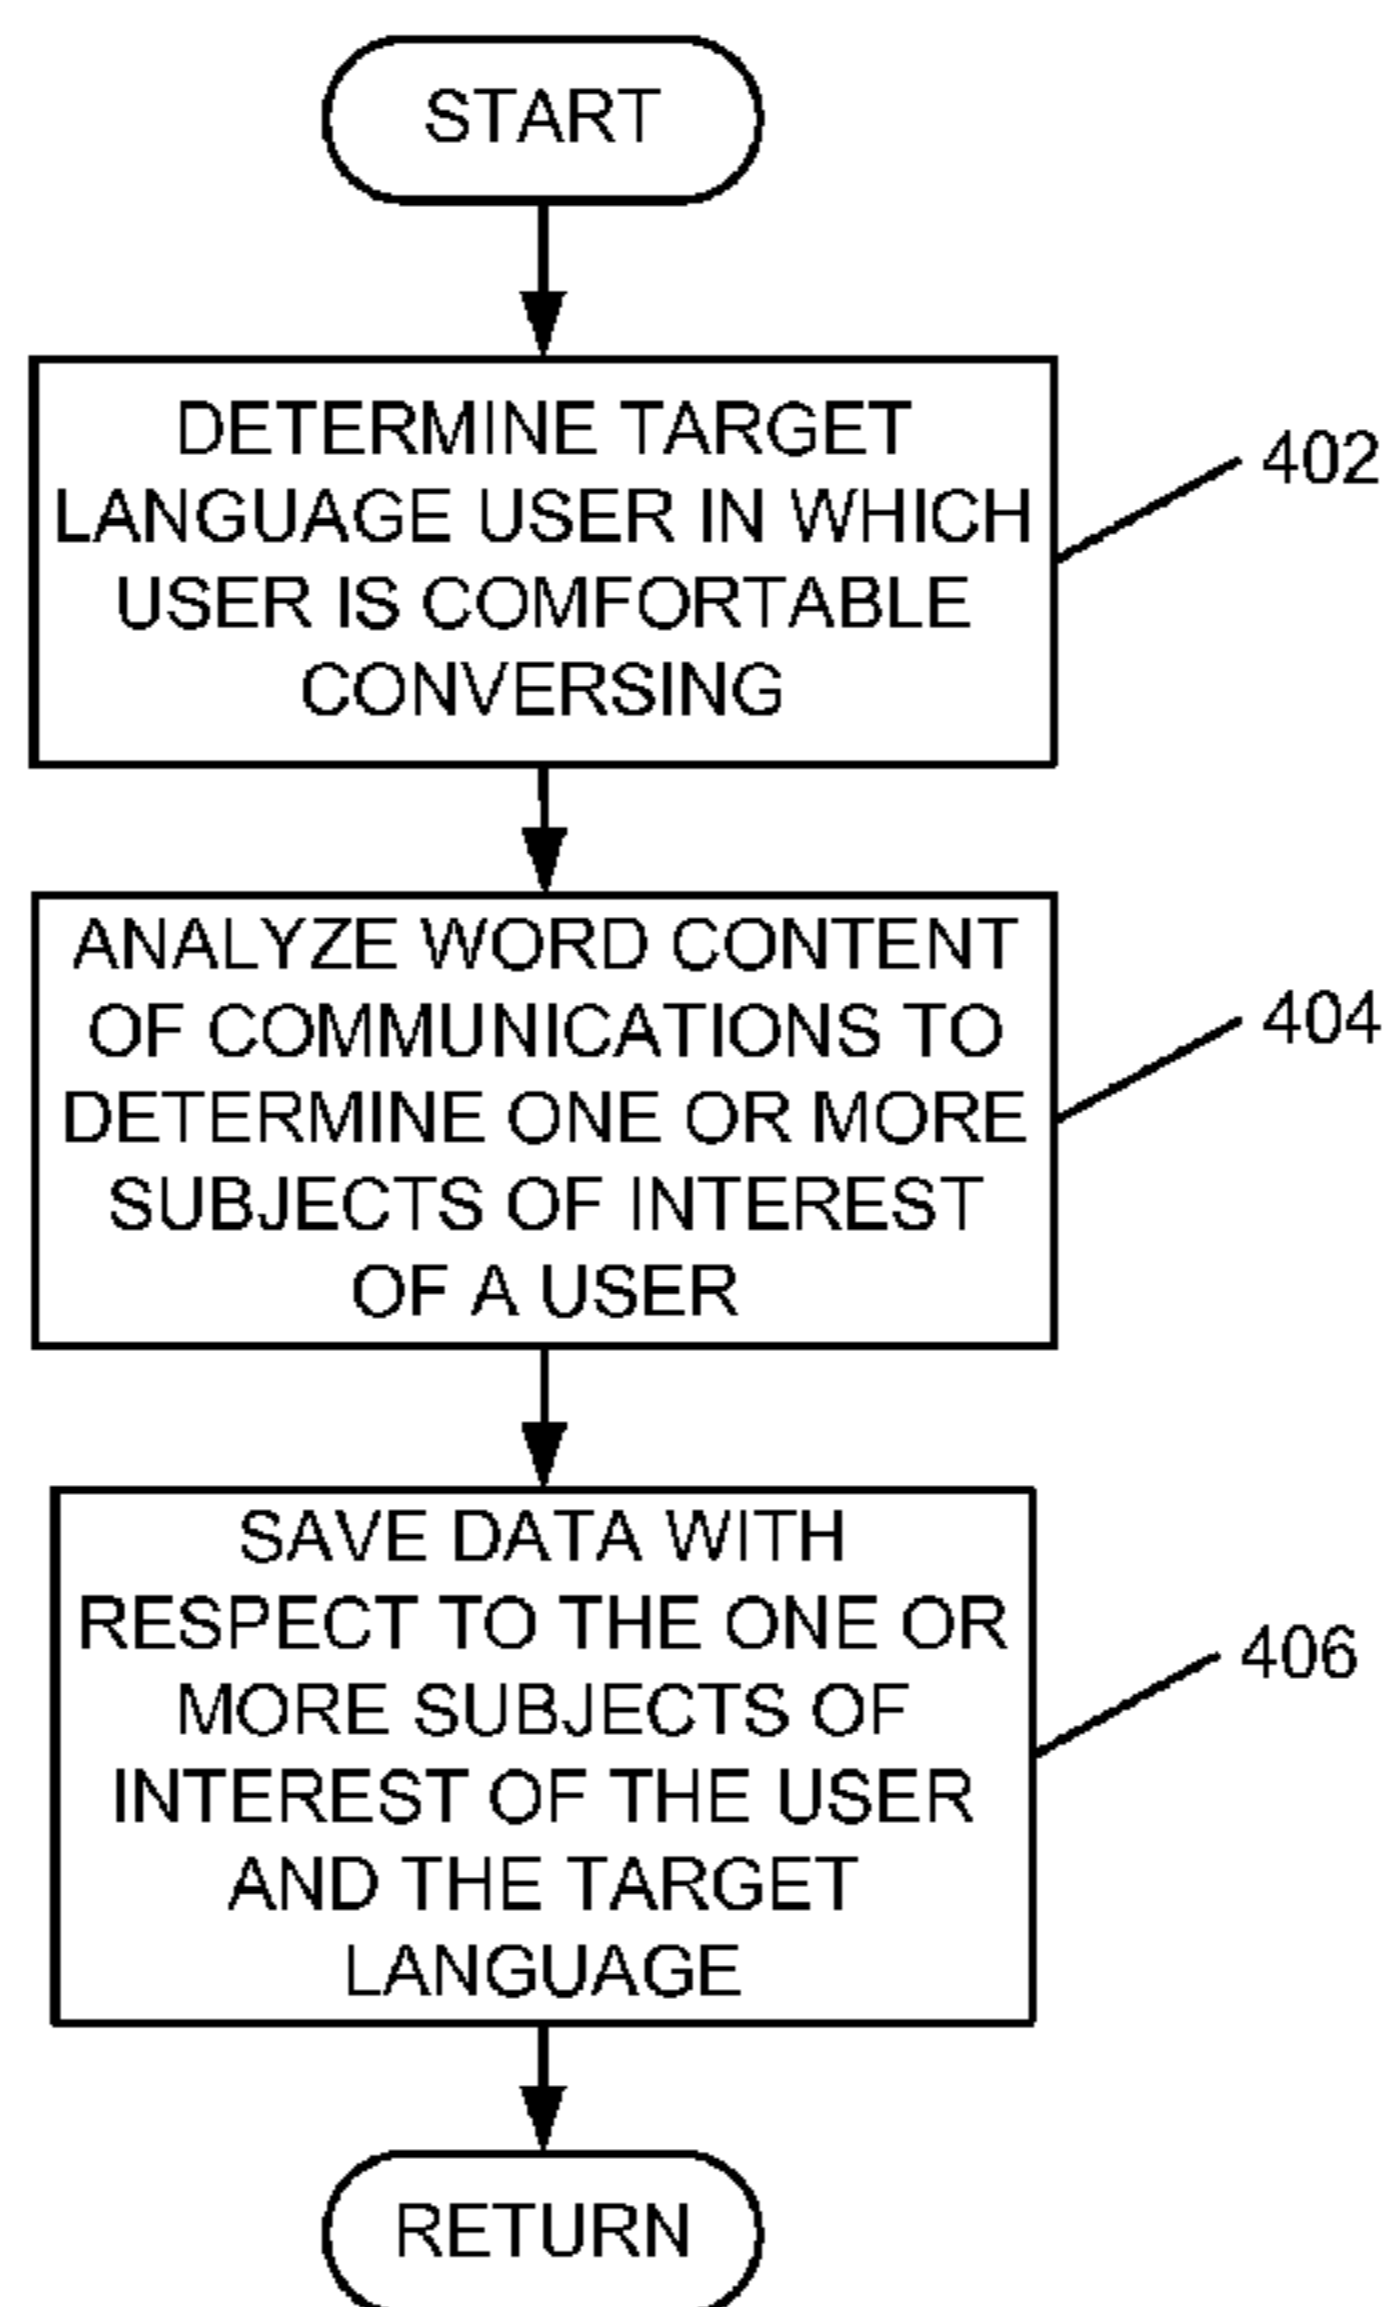 START
DETERMINE TARGET
LANGUAGE USER IN WHICH
USER IS COMFORTABLE
CONVERSING
402
ANALYZE WORD CONTENT
OF COMMUNICATIONS TO
DETERMINE ONE OR MORE
SUBJECTS OF INTEREST
OF A USER
404
SAVE DATA WITH
RESPECT TO THE ONE OR
MORE SUBJECTS OF
INTEREST OF THE USER
AND THE TARGET
LANGUAGE
406
RETURN